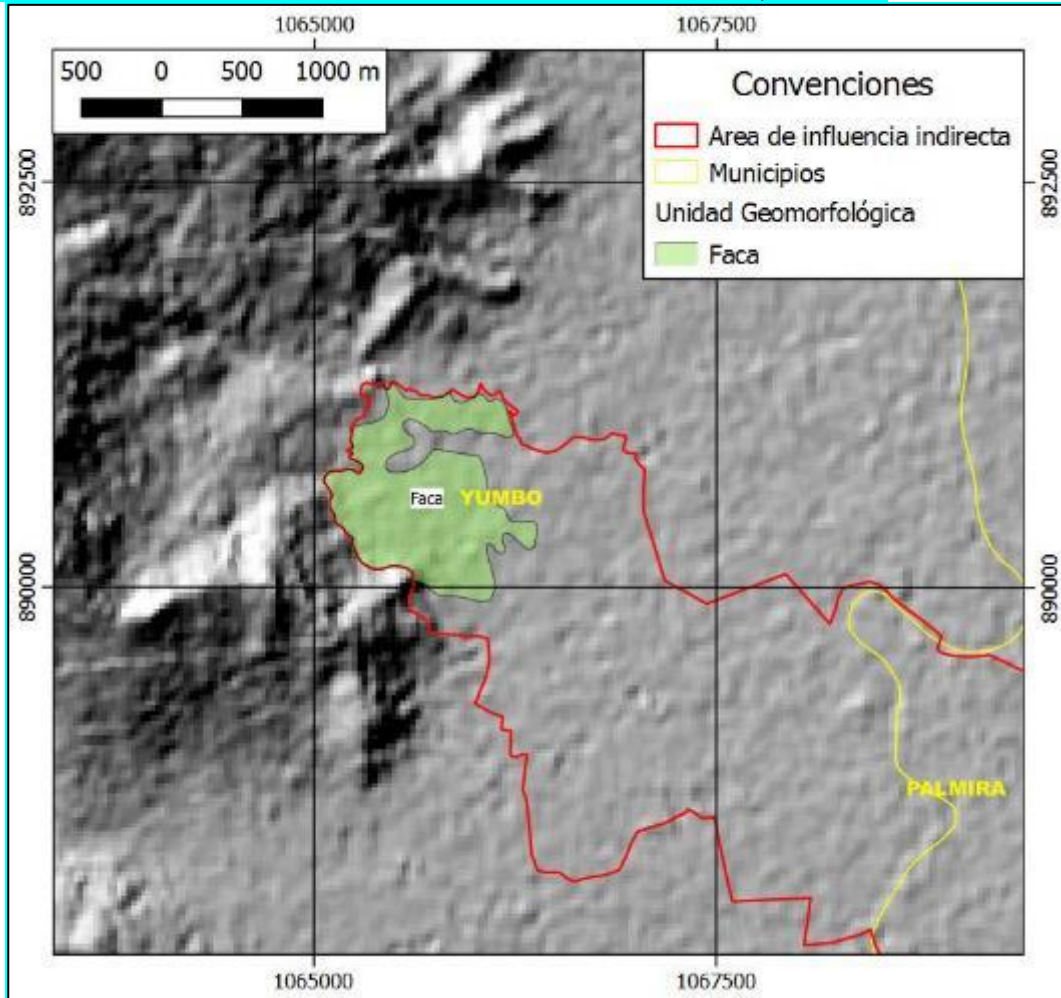 1065000
1067500
500 0 500 1000 m
Convenciones
Area de influencia indirecta
Municipios
Unidad Geomorfológica
Faca
892500
892500
Faca
YUMBO
890000
890000
PALMIRA
1065000
1067500